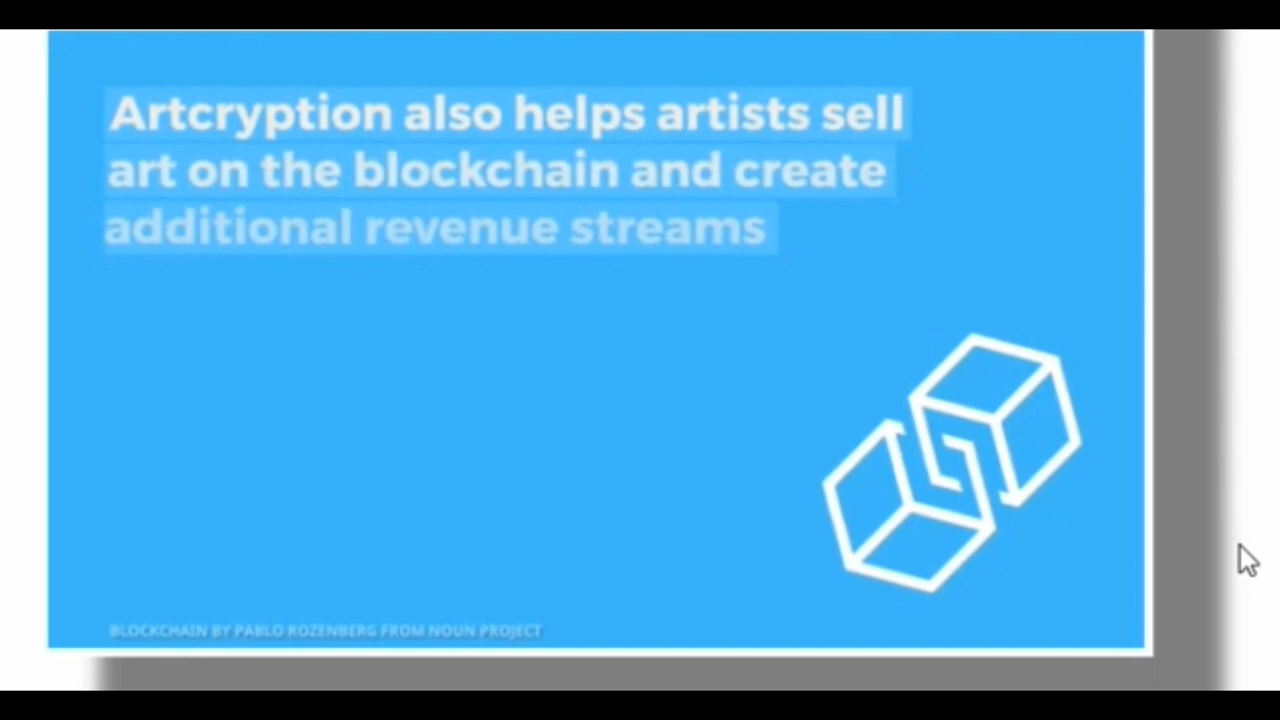 Artcryption also helps artists sell
art on the blockchain and create
additional revenue streams
BLOCKCHAIN BY PABLO ROZENBERG FROM NOUN PROJECT